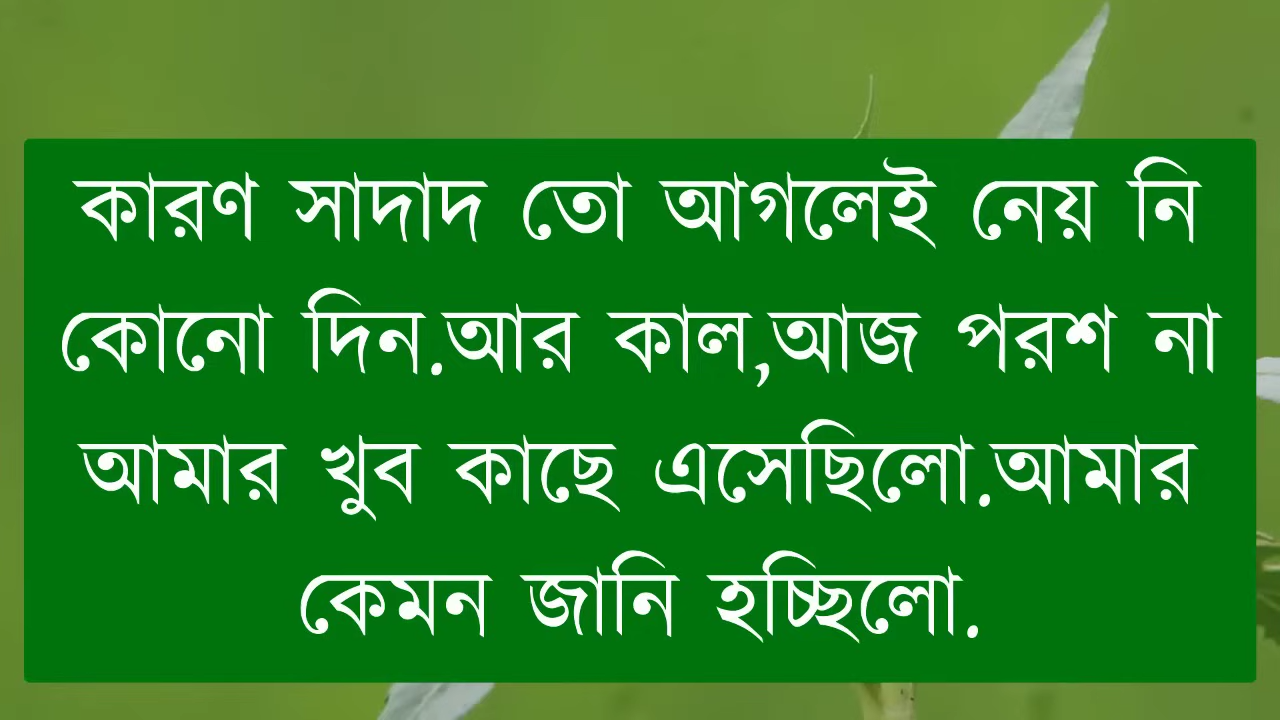 কারণ সাদাদ তো আগলেই নেয় নি
কোনো দিন.আর কাল,আজ পরশ না
আমার খুব কাছে এসেছিলো.আমার
কেমন জানি হচ্ছিলো.